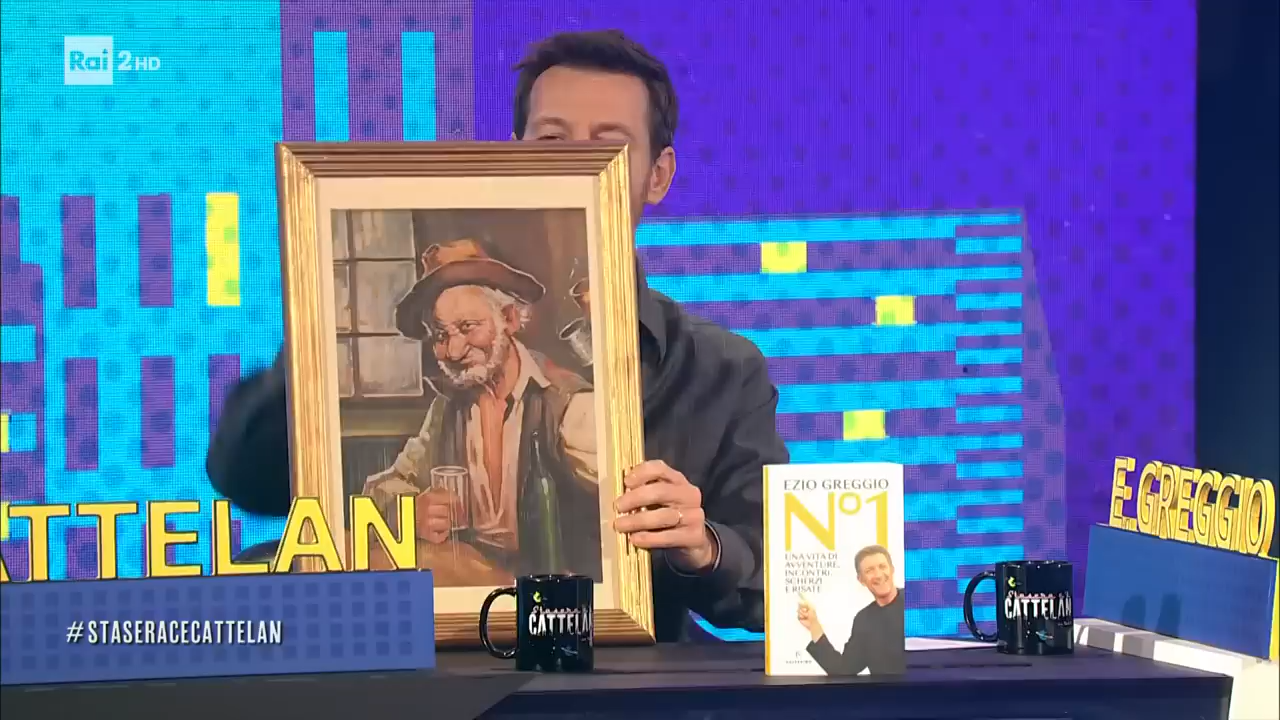 Rai 2HD
CATTELAN
#STASERACECATTELAN
EZIO GREGGIO
N°1
UNA VITA DI
AVVENTURE,
INCONTRI,
SCHERZI
E RISATE
CATTELAN
CATTELAN
E. GREGGIO